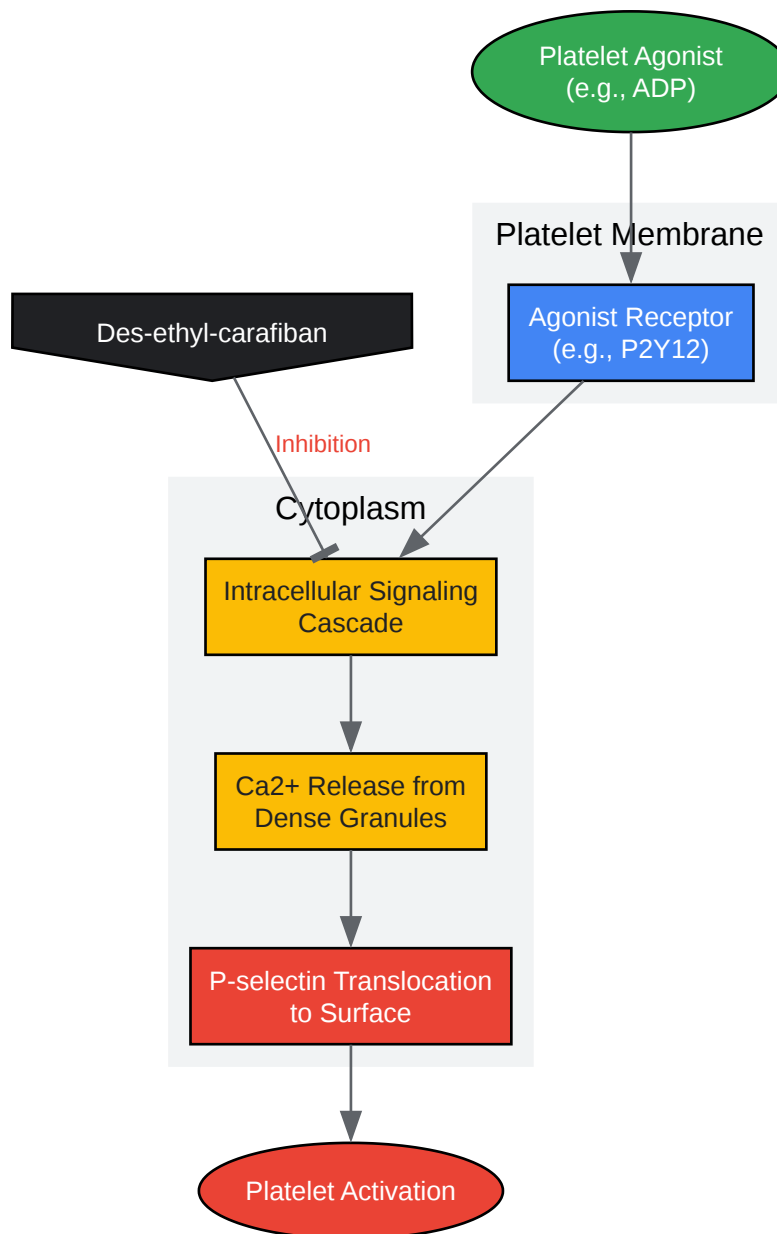 Platelet Agonist
(e.g., ADP)
Platelet Membrane
Agonist Receptor
(e.g., P2Y12)
Des-ethyl-carafiban
Inhibition
Cytoplasm
Intracellular Signaling
Cascade
Ca2+ Release from
Dense Granules
P-selectin Translocation
to Surface
Platelet Activation